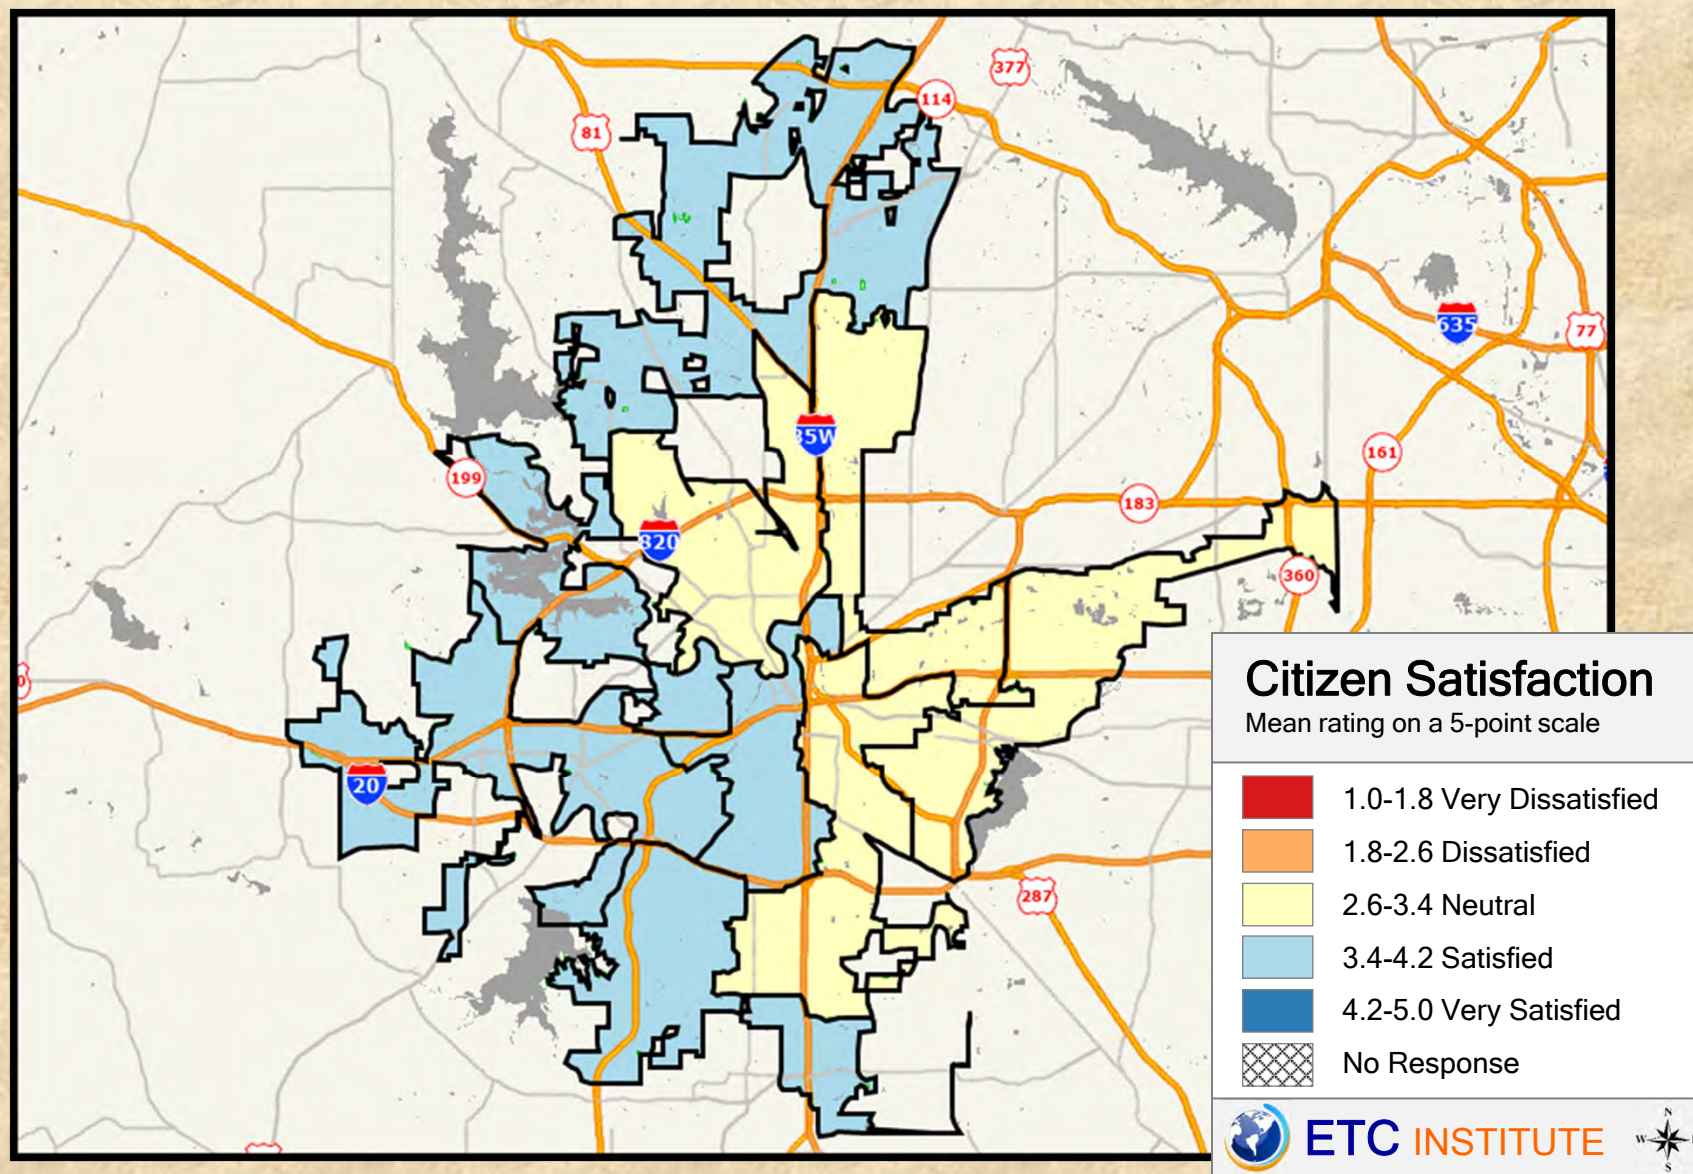 377
114
81
635
77
35W
161
199
183
820
360
Citizen Satisfaction
Mean rating on a 5-point scale
20
1.0-1.8 Very Dissatisfied
1.8-2.6 Dissatisfied
287
2.6-3.4 Neutral
3.4-4.2 Satisfied
4.2-5.0 Very Satisfied
No Response
ETC INSTITUTE
N
W
S